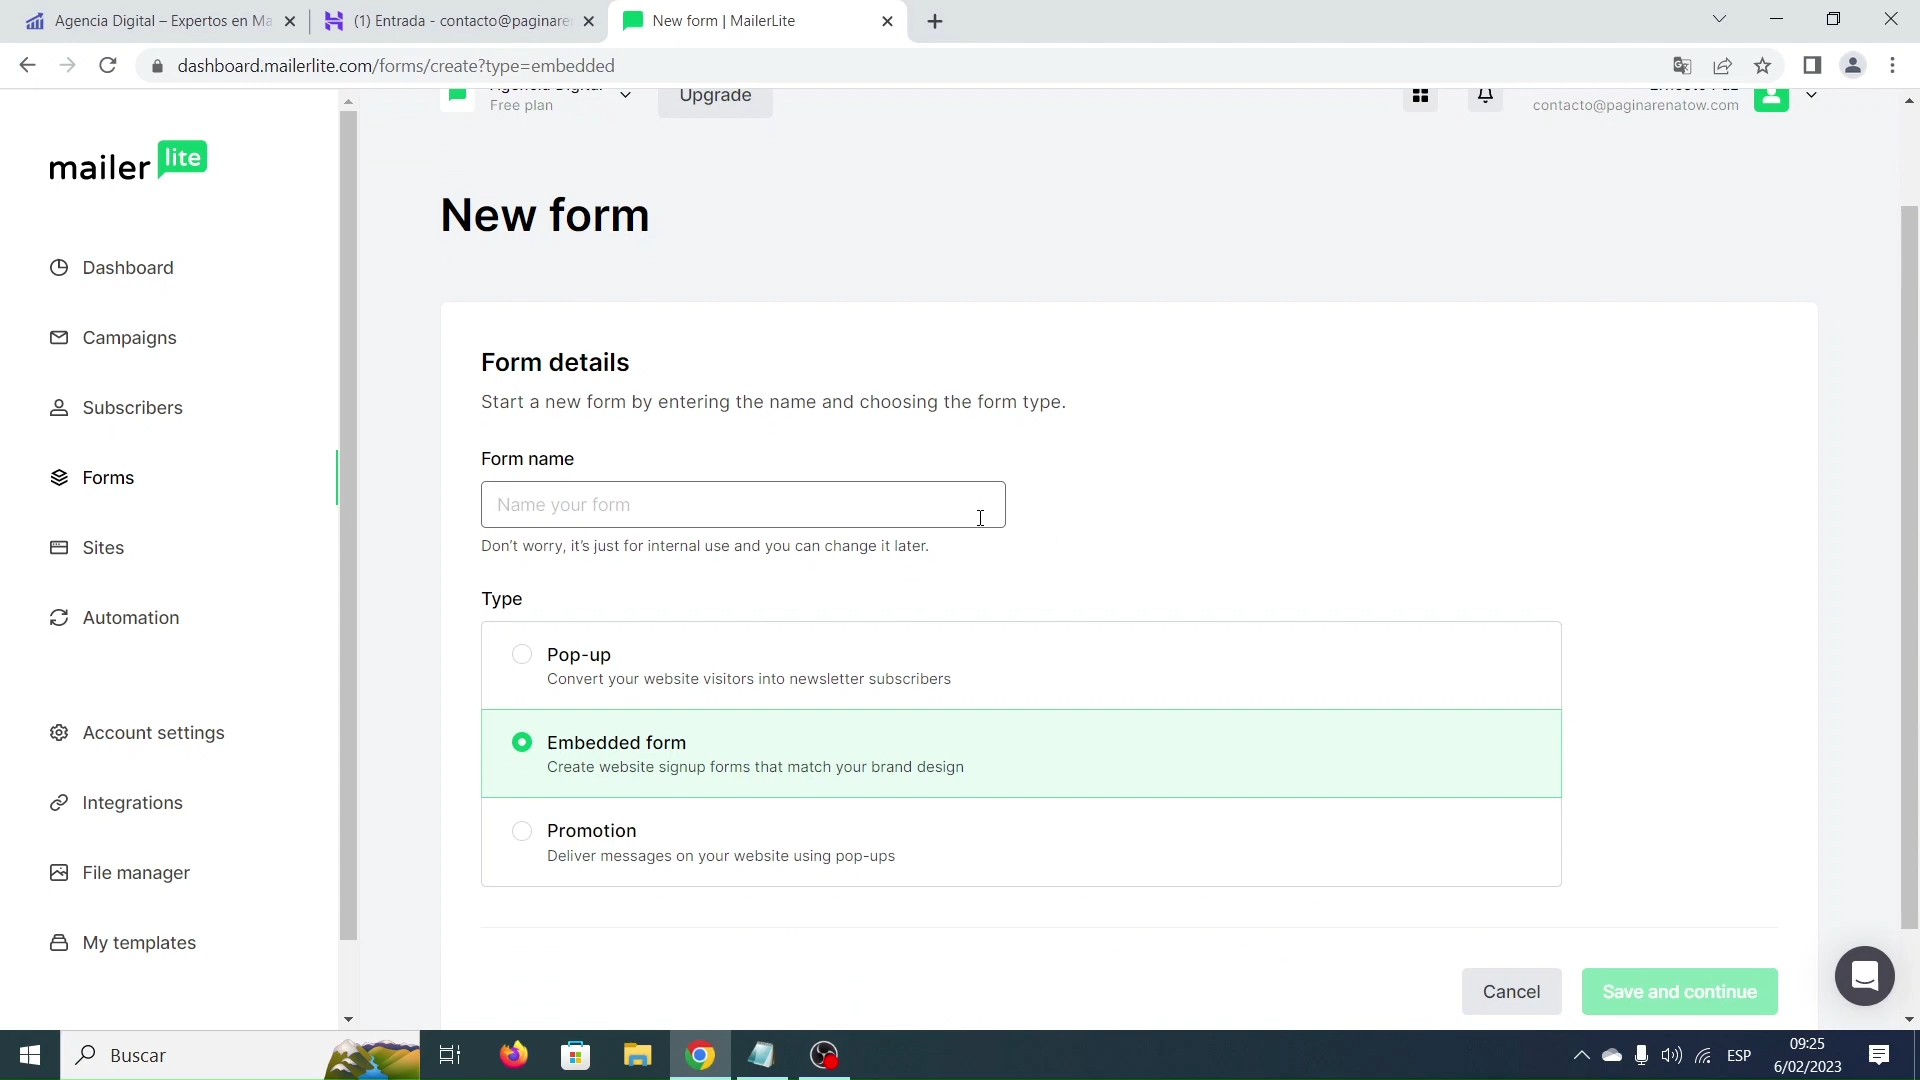 Agencia Digital – Expertos en Ma
(1) Entrada - contacto@paginare
New form | MailerLite
dashboard.mailerlite.com/forms/create?type=embedded
Agencia Digital
Free plan
Upgrade
Ernesto Paz
contacto@paginarenatow.com
mailer lite
New form
Dashboard
Campaigns
Subscribers
Forms
Sites
Automation
Account settings
Integrations
File manager
My templates
Form details
Start a new form by entering the name and choosing the form type.
Form name
Name your form
Don't worry, it's just for internal use and you can change it later.
Type
Pop-up
Convert your website visitors into newsletter subscribers
Embedded form
Create website signup forms that match your brand design
Promotion
Deliver messages on your website using pop-ups
Cancel
Save and continue
Buscar
ESP
09:25
6/02/2023